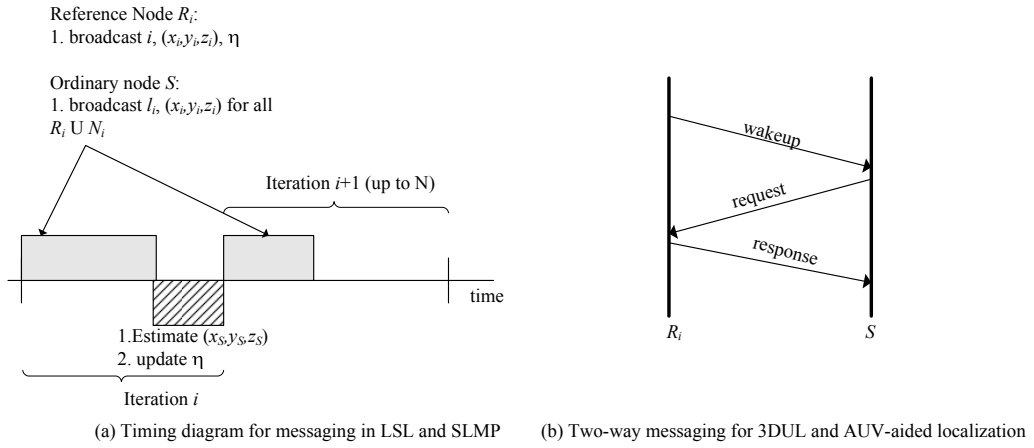 Reference Node Ri:
1. broadcast i, (xi,yi,zi), η
Ordinary node S:
1. broadcast li, (xi,yi,zi) for all
Ri U Ni
Iteration i+1 (up to N)
time
1.Estimate (xS,yS,zS)
2. update η
Iteration i
(a) Timing diagram for messaging in LSL and SLMP
wakeup
request
response
Ri
S
(b) Two-way messaging for 3DUL and AUV-aided localization